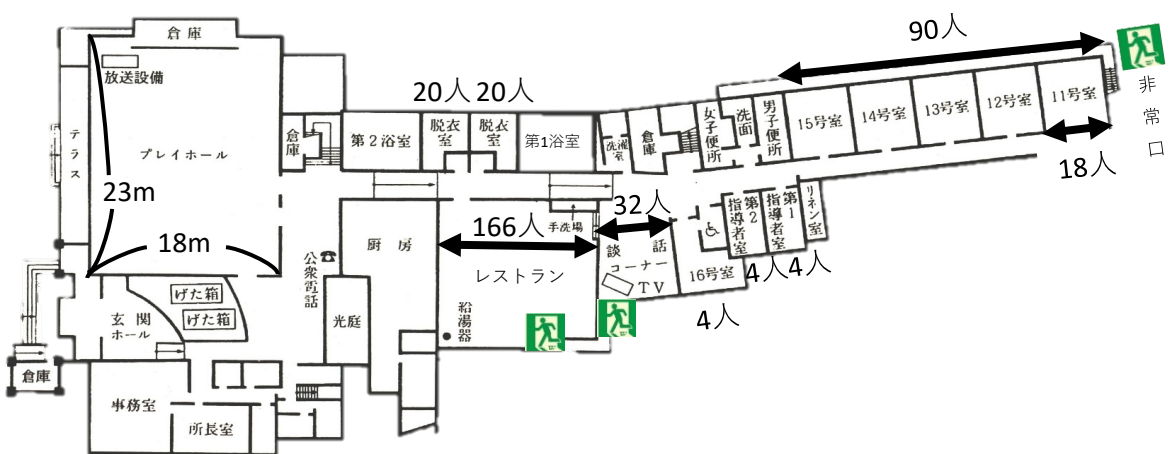 倉庫
90人
放送設備
非常口
20人
20人
テラス
プレイホール
倉庫
第2浴室
脱衣室
脱衣室
第1浴室
洗濯室
倉庫
女子便所
洗面
男子便所
15号室
14号室
13号室
12号室
11号室
18人
23m
18m
公衆電話
厨房
166人
手洗場
32人
レストラン
談話コーナー
TV
♿
第2指導者室
第1指導者室
リネン室
16号室
4人
4人
4人
げた箱
げた箱
玄関ホール
光庭
給湯器
倉庫
事務室
所長室